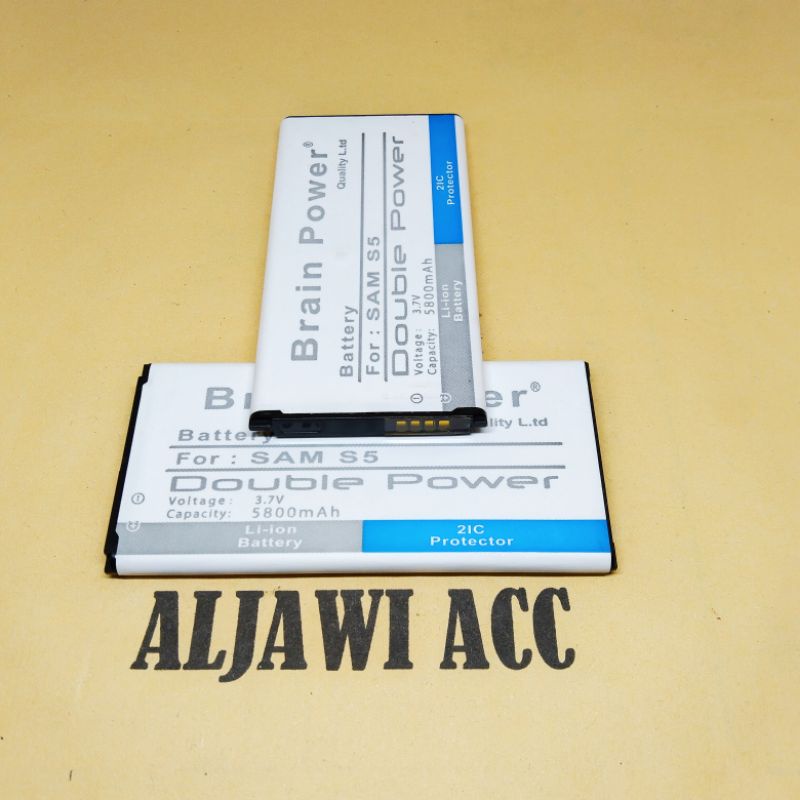 Brain Power®
Quality L.td
Battery
For : SAM S5
Double Power
Voltage: 3.7V
Capacity: 5800mAh
Li-ion
Battery
2IC
Protector
B er®
ality L.td
Battery
For : SAM S5
Double Power
Voltage: 3.7V
Capacity: 5800mAh
Li-ion
Battery
2IC
Protector
ALJAWI ACC